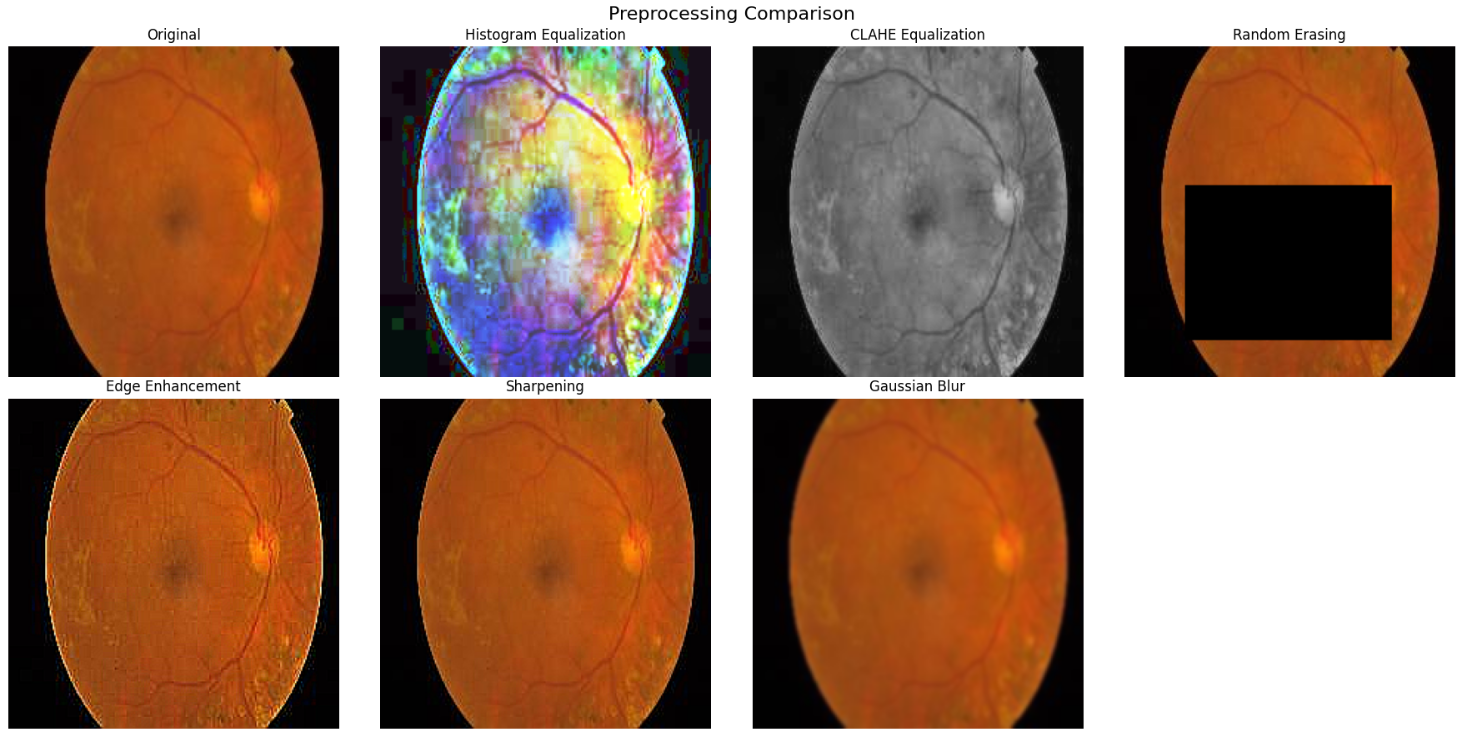 Preprocessing Comparison
Original
Histogram Equalization
CLAHE Equalization
Random Erasing
Edge Enhancement
Sharpening
Gaussian Blur